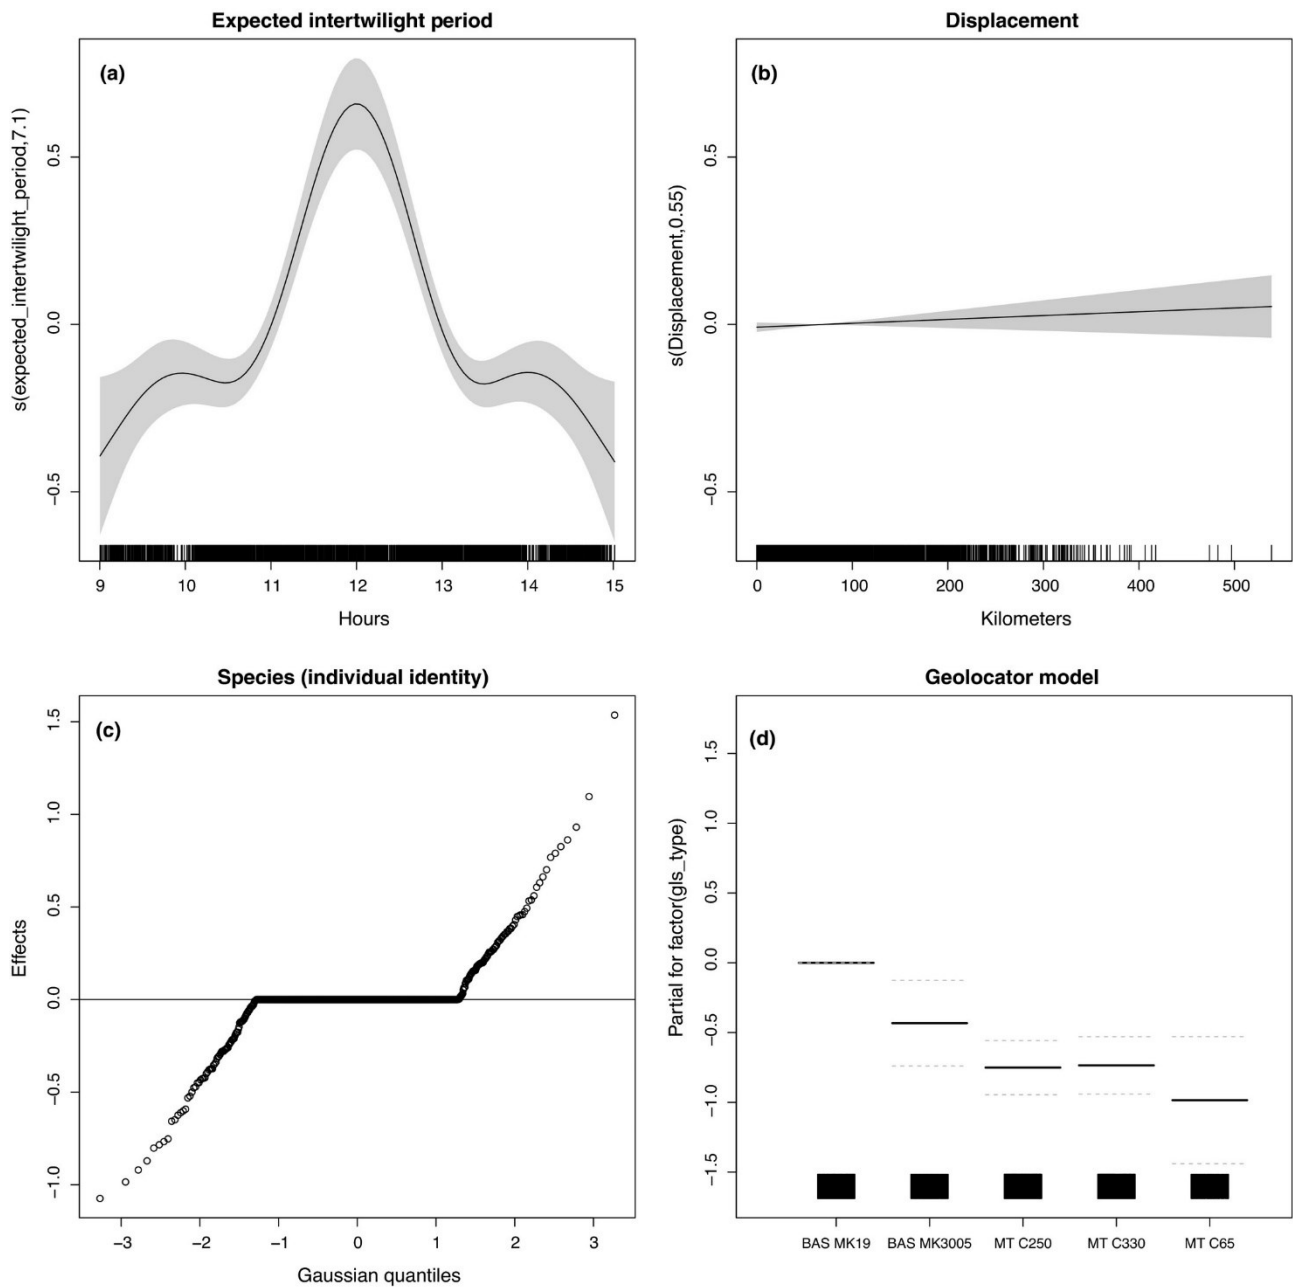 Expected intertwilight period
(a)
s(expected_intertwilight_period,7.1)
0.5
0.0
−0.5
9 10 11 12 13 14 15
Hours
Displacement
(b)
s(Displacement,0.55)
0.5
0.0
−0.5
0 100 200 300 400 500
Kilometers
Species (individual identity)
(c)
Effects
1.5
1.0
0.5
0.0
−0.5
−1.0
−3 −2 −1 0 1 2 3
Gaussian quantiles
Geolocator model
(d)
Partial for factor(gls_type)
1.5
1.0
0.5
0.0
−0.5
−1.0
−1.5
BAS MK19 BAS MK3005 MT C250 MT C330 MT C65